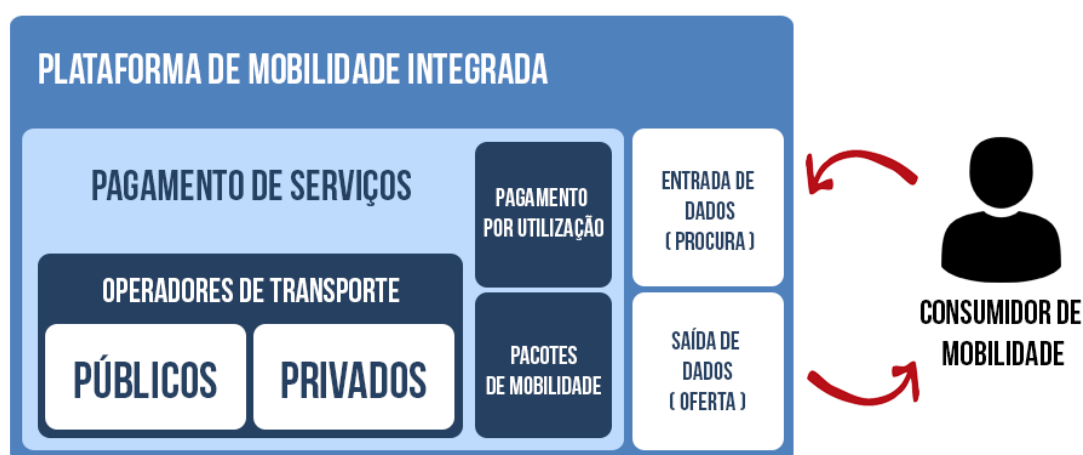 PLATAFORMA DE MOBILIDADE INTEGRADA
PAGAMENTO DE SERVIÇOS
OPERADORES DE TRANSPORTE
PÚBLICOS
PRIVADOS
PAGAMENTO
POR UTILIZAÇÃO
PACOTES
DE MOBILIDADE
ENTRADA DE
DADOS
( PROCURA )
SAÍDA DE
DADOS
( OFERTA )
CONSUMIDOR DE
MOBILIDADE